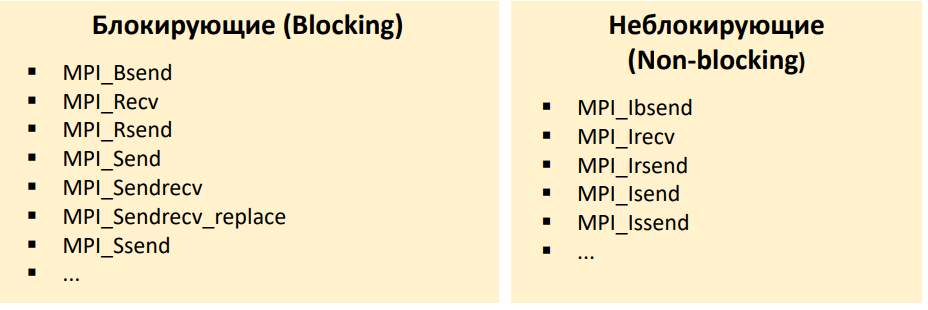 Блокирующие (Blocking)
▪ MPI_Bsend
▪ MPI_Recv
▪ MPI_Rsend
▪ MPI_Send
▪ MPI_Sendrecv
▪ MPI_Sendrecv_replace
▪ MPI_Ssend
▪ ...
Неблокирующие
(Non-blocking)
▪ MPI_Ibsend
▪ MPI_Irecv
▪ MPI_Irsend
▪ MPI_Isend
▪ MPI_Issend
▪ ...